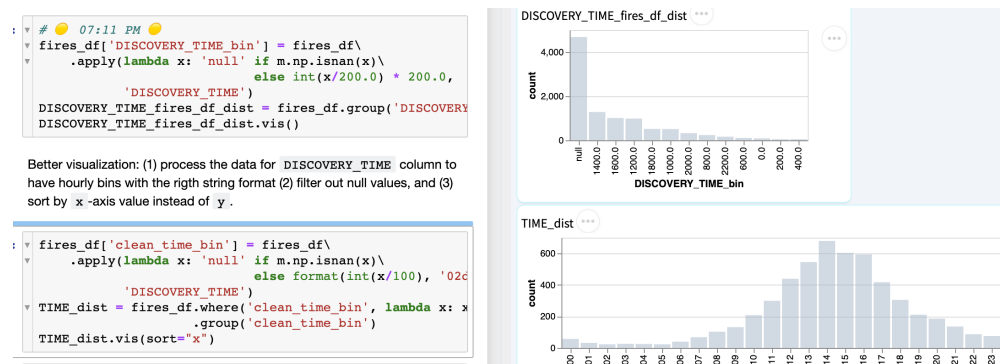 # 07:11 PM
fires_df['DISCOVERY_TIME_bin'] = fires_df\
.apply(lambda x: 'null' if m.np.isnan(x)\
else int(x/200.0) * 200.0,
'DISCOVERY_TIME')
DISCOVERY_TIME_fires_df_dist = fires_df.group('DISCOVERY
DISCOVERY_TIME_fires_df_dist.vis()
Better visualization: (1) process the data for DISCOVERY_TIME column to
have hourly bins with the rigth string format (2) filter out null values, and (3)
sort by x -axis value instead of y .
fires_df['clean_time_bin'] = fires_df\
.apply(lambda x: 'null' if m.np.isnan(x)\
else format(int(x/100), '02d
'DISCOVERY_TIME')
TIME_dist = fires_df.where('clean_time_bin', lambda x: x
.group('clean_time_bin')
TIME_dist.vis(sort="x")
DISCOVERY_TIME_fires_df_dist
count
4,000
2,000
0
null
1400.0
1600.0
1200.0
1800.0
1000.0
2000.0
800.0
2200.0
600.0
0.0
200.0
400.0
DISCOVERY_TIME_bin
TIME_dist
count
600
400
200
0
00
01
02
03
04
05
06
07
08
09
10
11
12
13
14
15
16
17
18
19
20
21
22
23